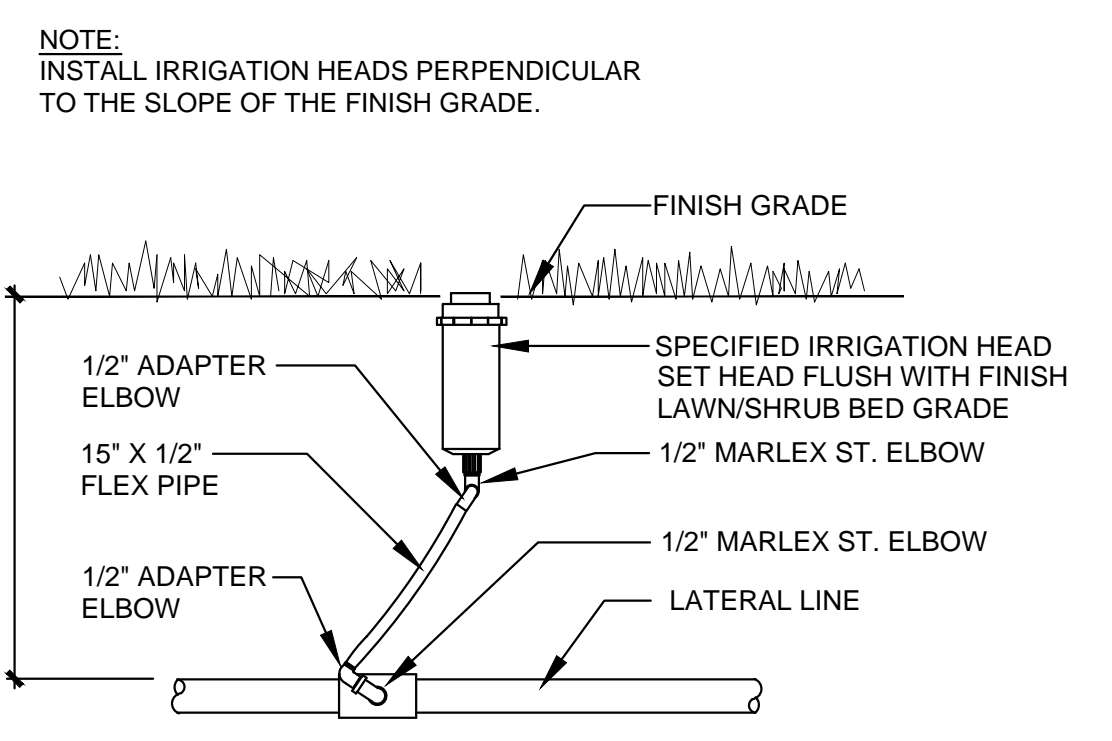 NOTE:
INSTALL IRRIGATION HEADS PERPENDICULAR
TO THE SLOPE OF THE FINISH GRADE.
FINISH GRADE
SPECIFIED IRRIGATION HEAD
SET HEAD FLUSH WITH FINISH
LAWN/SHRUB BED GRADE
1/2" ADAPTER
ELBOW
15" X 1/2"
FLEX PIPE
1/2" MARLEX ST. ELBOW
1/2" MARLEX ST. ELBOW
1/2" ADAPTER
ELBOW
LATERAL LINE